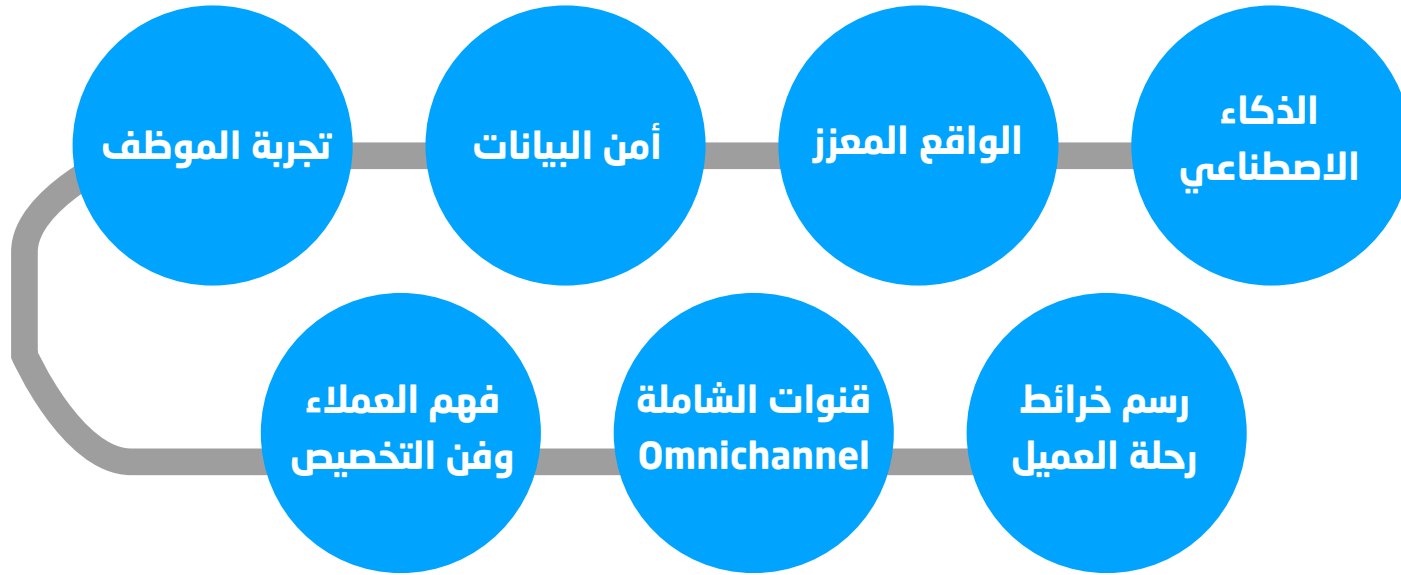 الذكاء
الاصطناعي
الواقع المعزز
أمن البيانات
تجربة الموظف
فهم العملاء
وفن التخصيص
قنوات الشاملة
Omnichannel
رسم خرائط
رحلة العميل